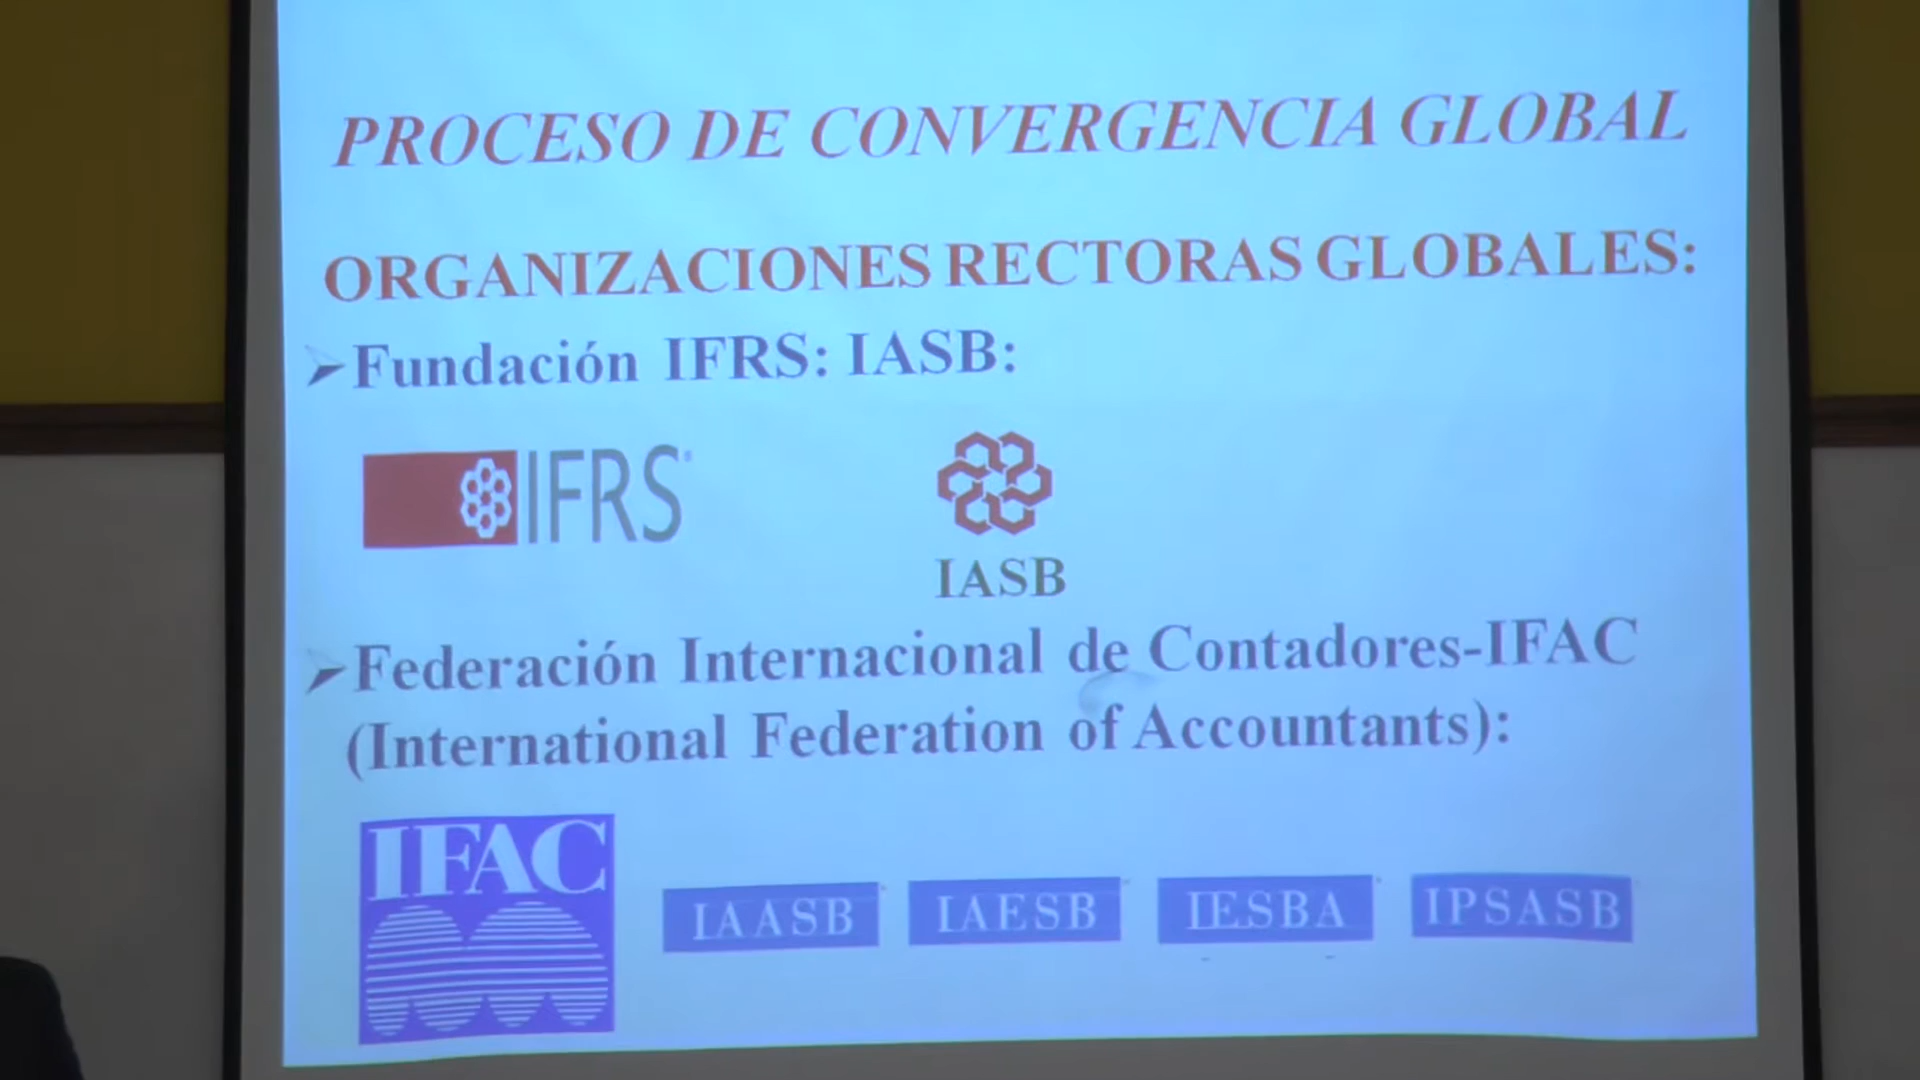 PROCESO DE CONVERGENCIA GLOBAL
ORGANIZACIONES RECTORAS GLOBALES:
➢Fundación IFRS: IASB:
IFRS
IASB
➢Federación Internacional de Contadores-IFAC
(International Federation of Accountants):
IFAC
IAASB IAESB IESBA IPSASB